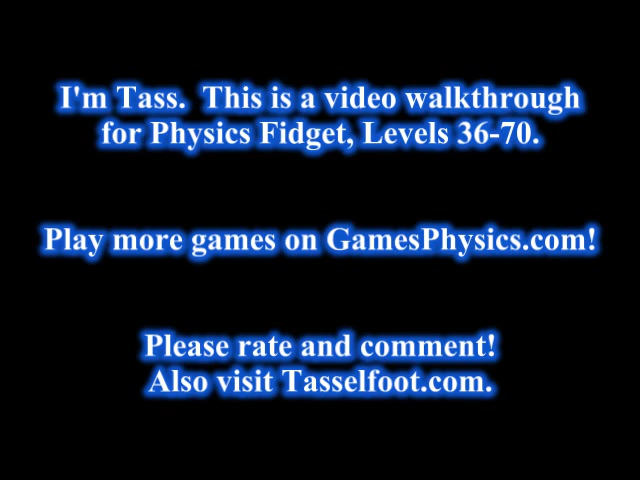 I'm Tass.  This is a video walkthrough
for Physics Fidget, Levels 36-70.
Play more games on GamesPhysics.com!
Please rate and comment!
Also visit Tasselfoot.com.